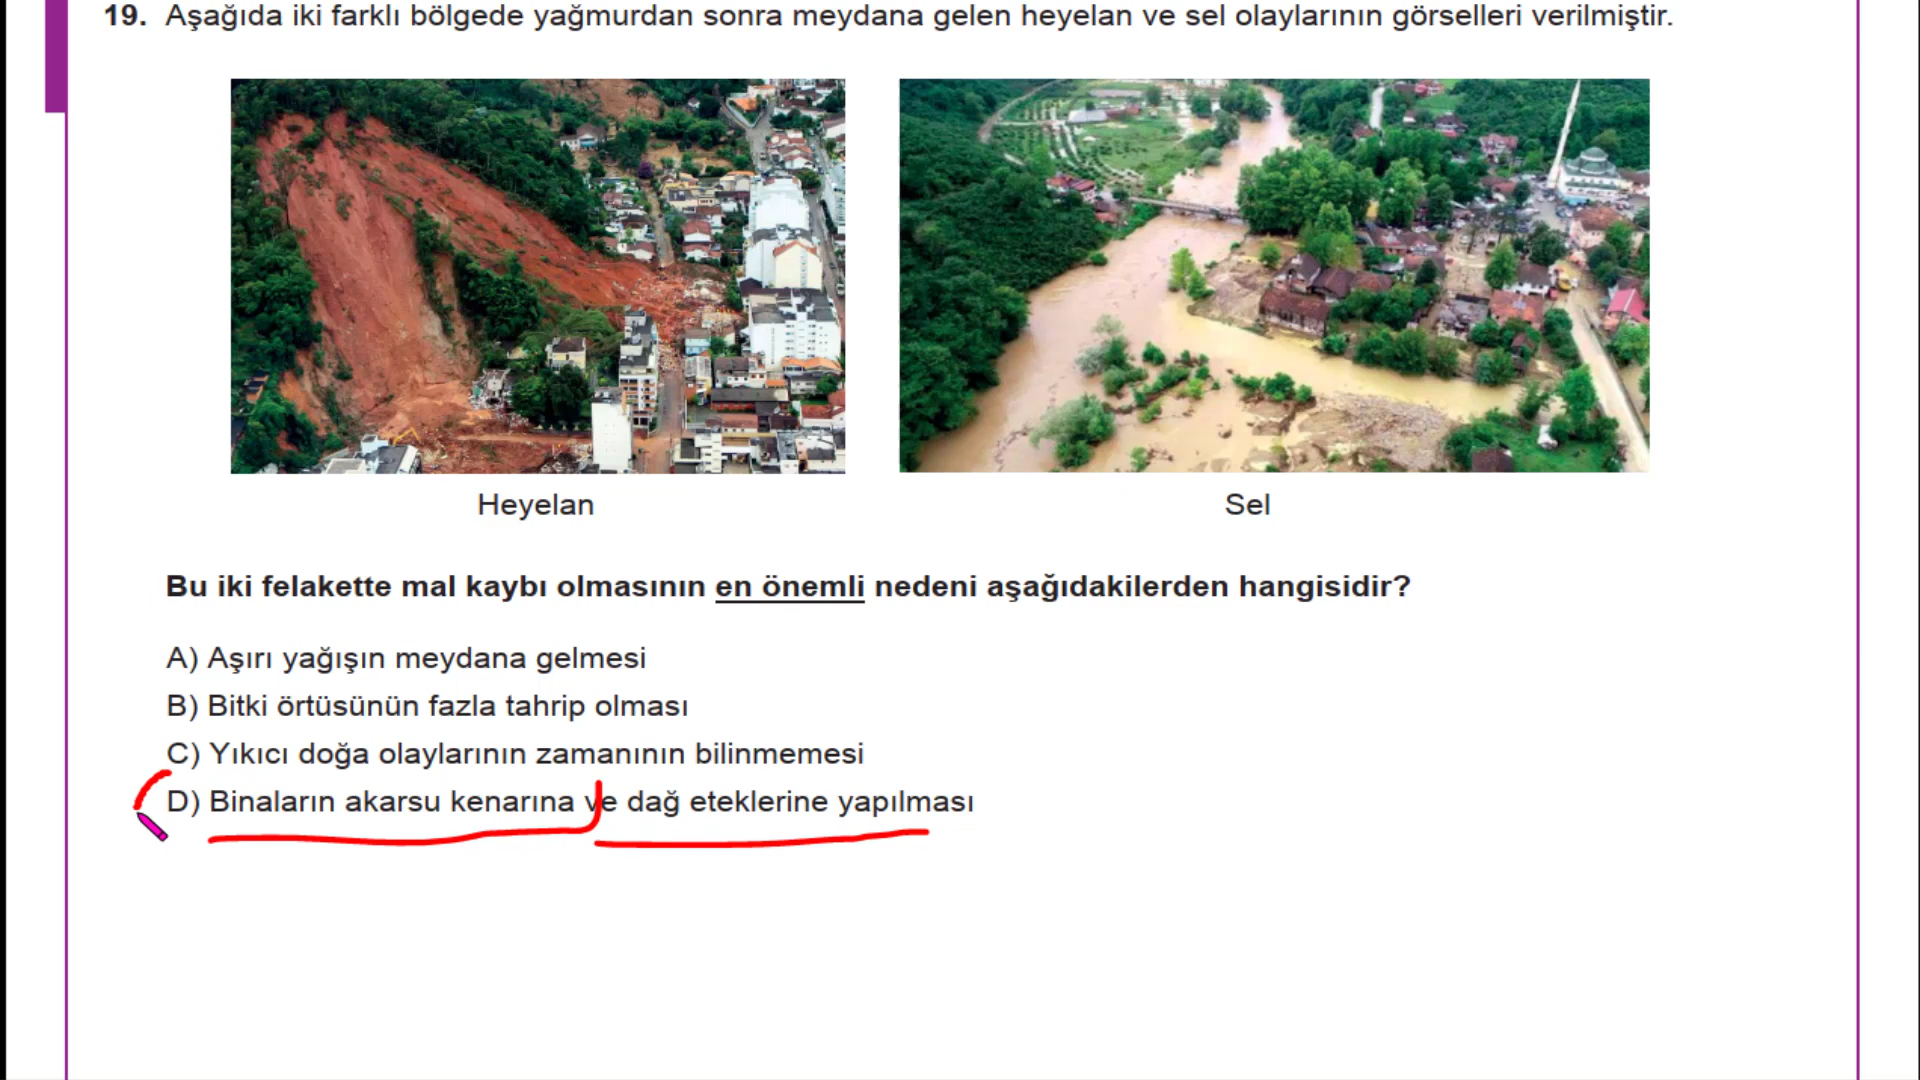 19. Aşağıda iki farklı bölgede yağmurdan sonra meydana gelen heyelan ve sel olaylarının görselleri verilmiştir.
Heyelan
Sel
Bu iki felakette mal kaybı olmasının en önemli nedeni aşağıdakilerden hangisidir?
A) Aşırı yağışın meydana gelmesi
B) Bitki örtüsünün fazla tahrip olması
C) Yıkıcı doğa olaylarının zamanının bilinmemesi
D) Binaların akarsu kenarına ve dağ eteklerine yapılması